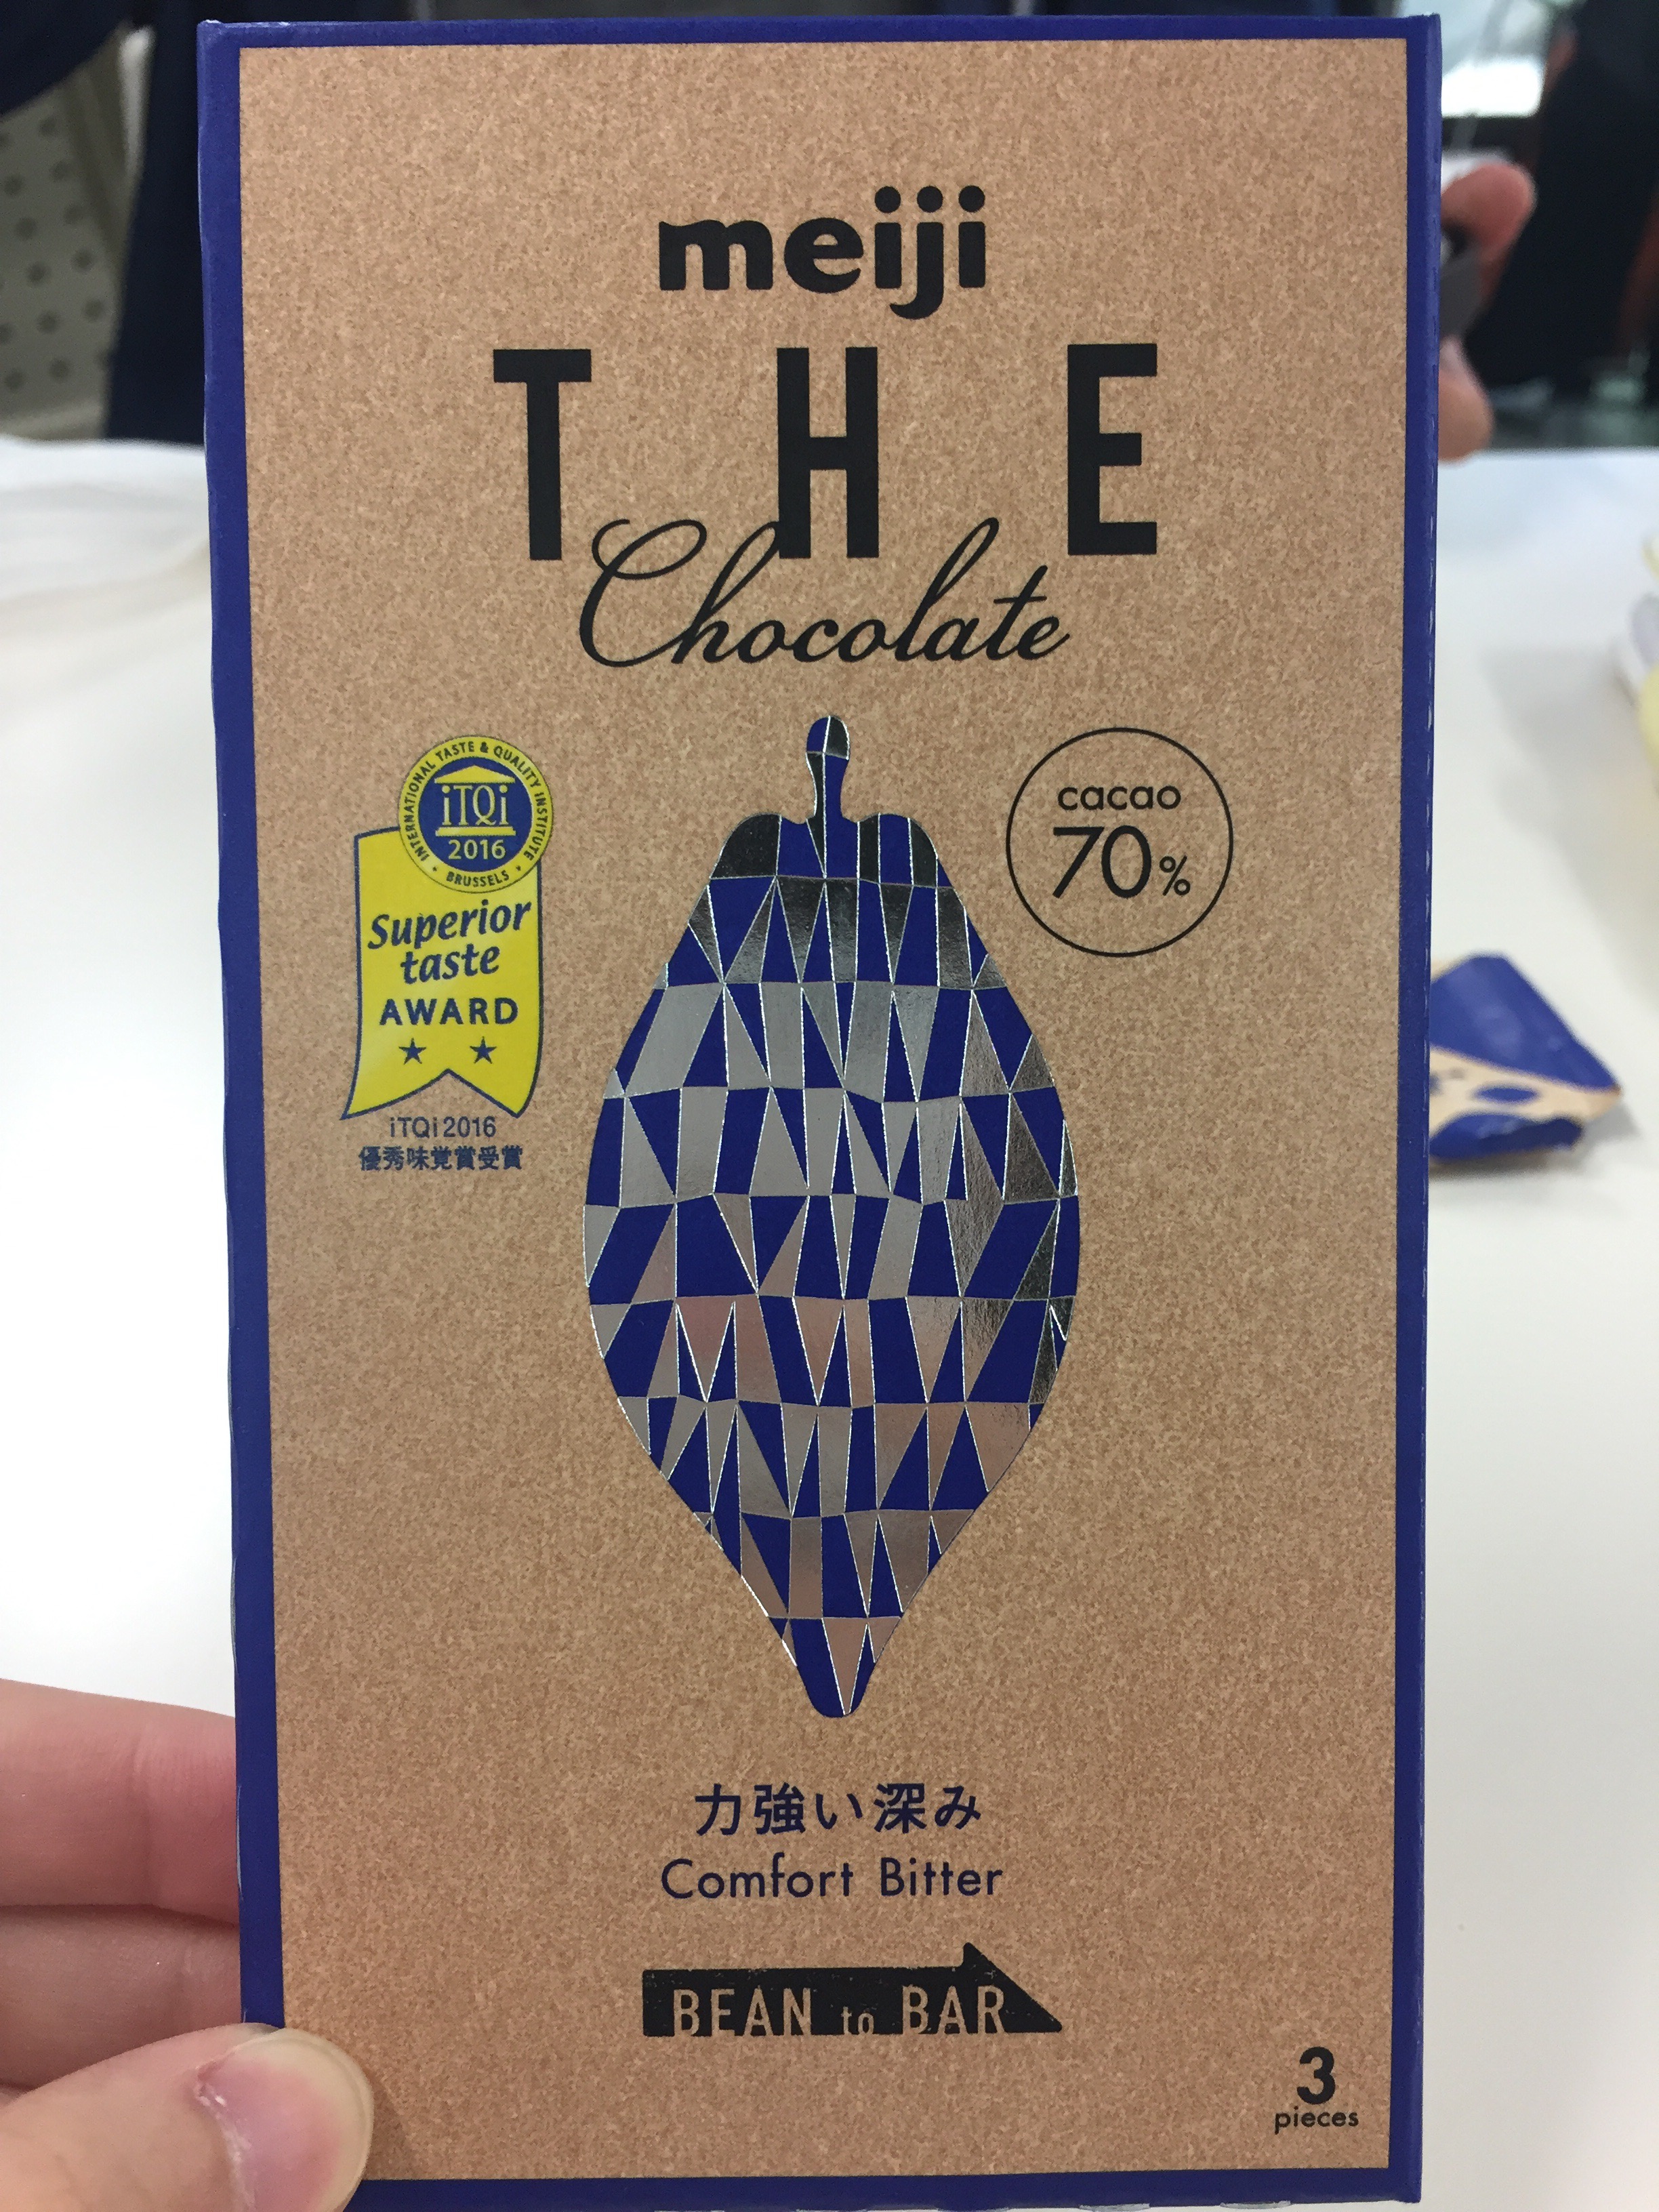 meiji
THE
Chocolate
INTERNATIONAL TASTE & QUALITY INSTITUTE
iTQi
2016
BRUSSELS
Superior
taste
AWARD
iTQi 2016
優秀味覚賞受賞
cacao
70%
力強い深み
Comfort Bitter
BEAN to BAR
3
pieces